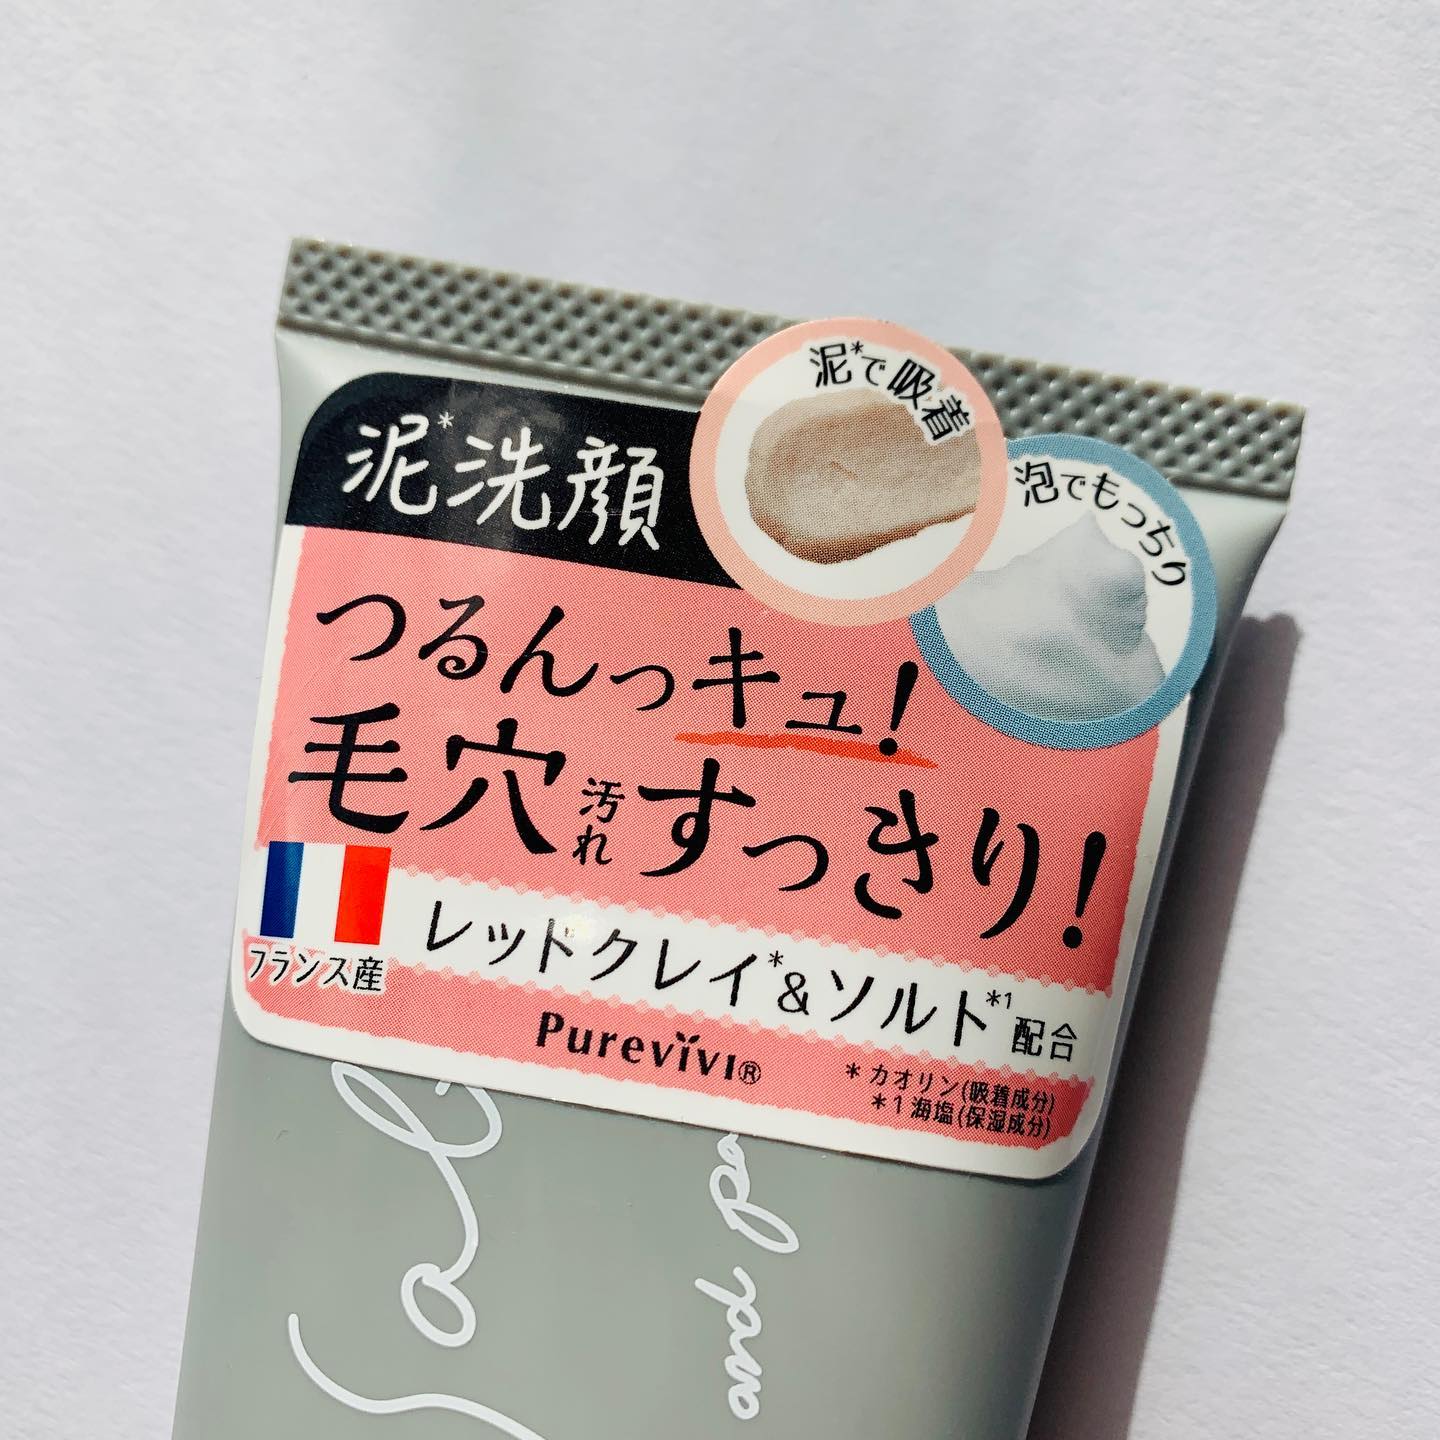 泥*洗顔
泥*で吸着
泡でもっちり
つるんっキュ!
毛穴汚れすっきり!
フランス産
レッドクレイ*&ソルト*1配合
Purevivi®
*カオリン(吸着成分)
*1海塩(保湿成分)
Sal
and